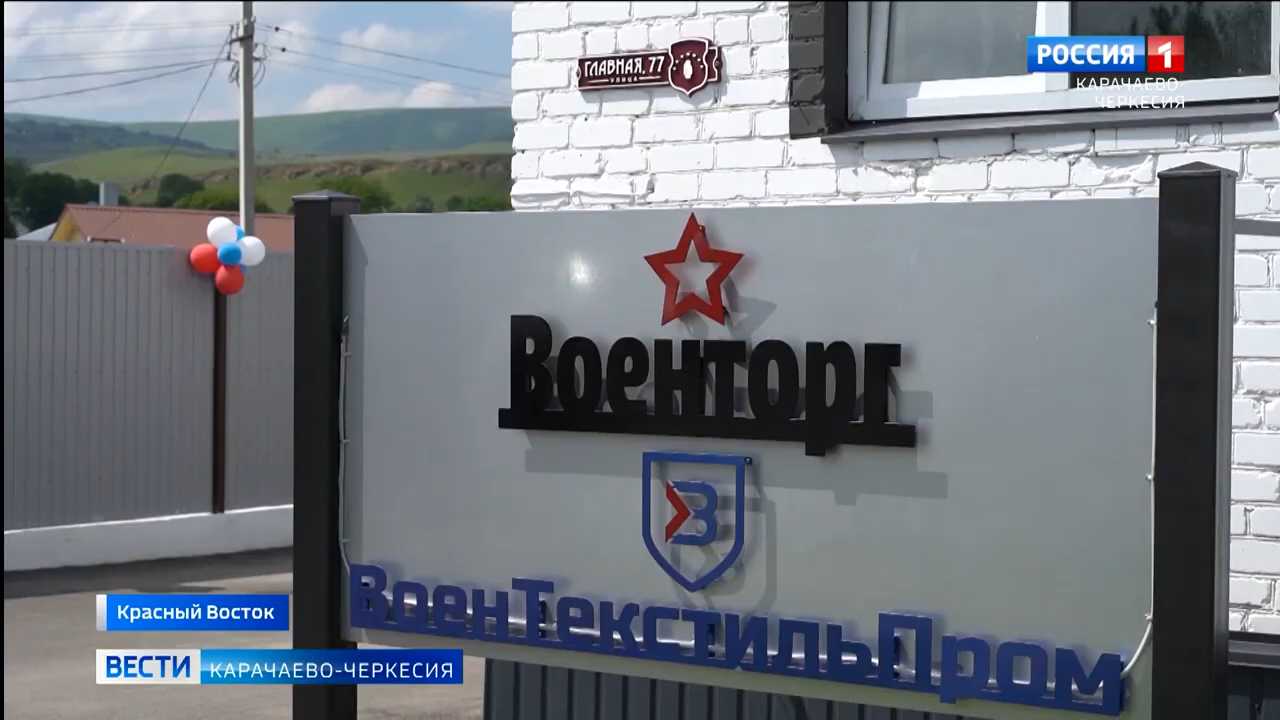 ГЛАВНАЯ, 77
УЛИЦА
РОССИЯ 1
КАРАЧАЕВО-
ЧЕРКЕСИЯ
Военторг
В
ВоенТекстильПром
Красный Восток
ВЕСТИ КАРАЧАЕВО-ЧЕРКЕСИЯ